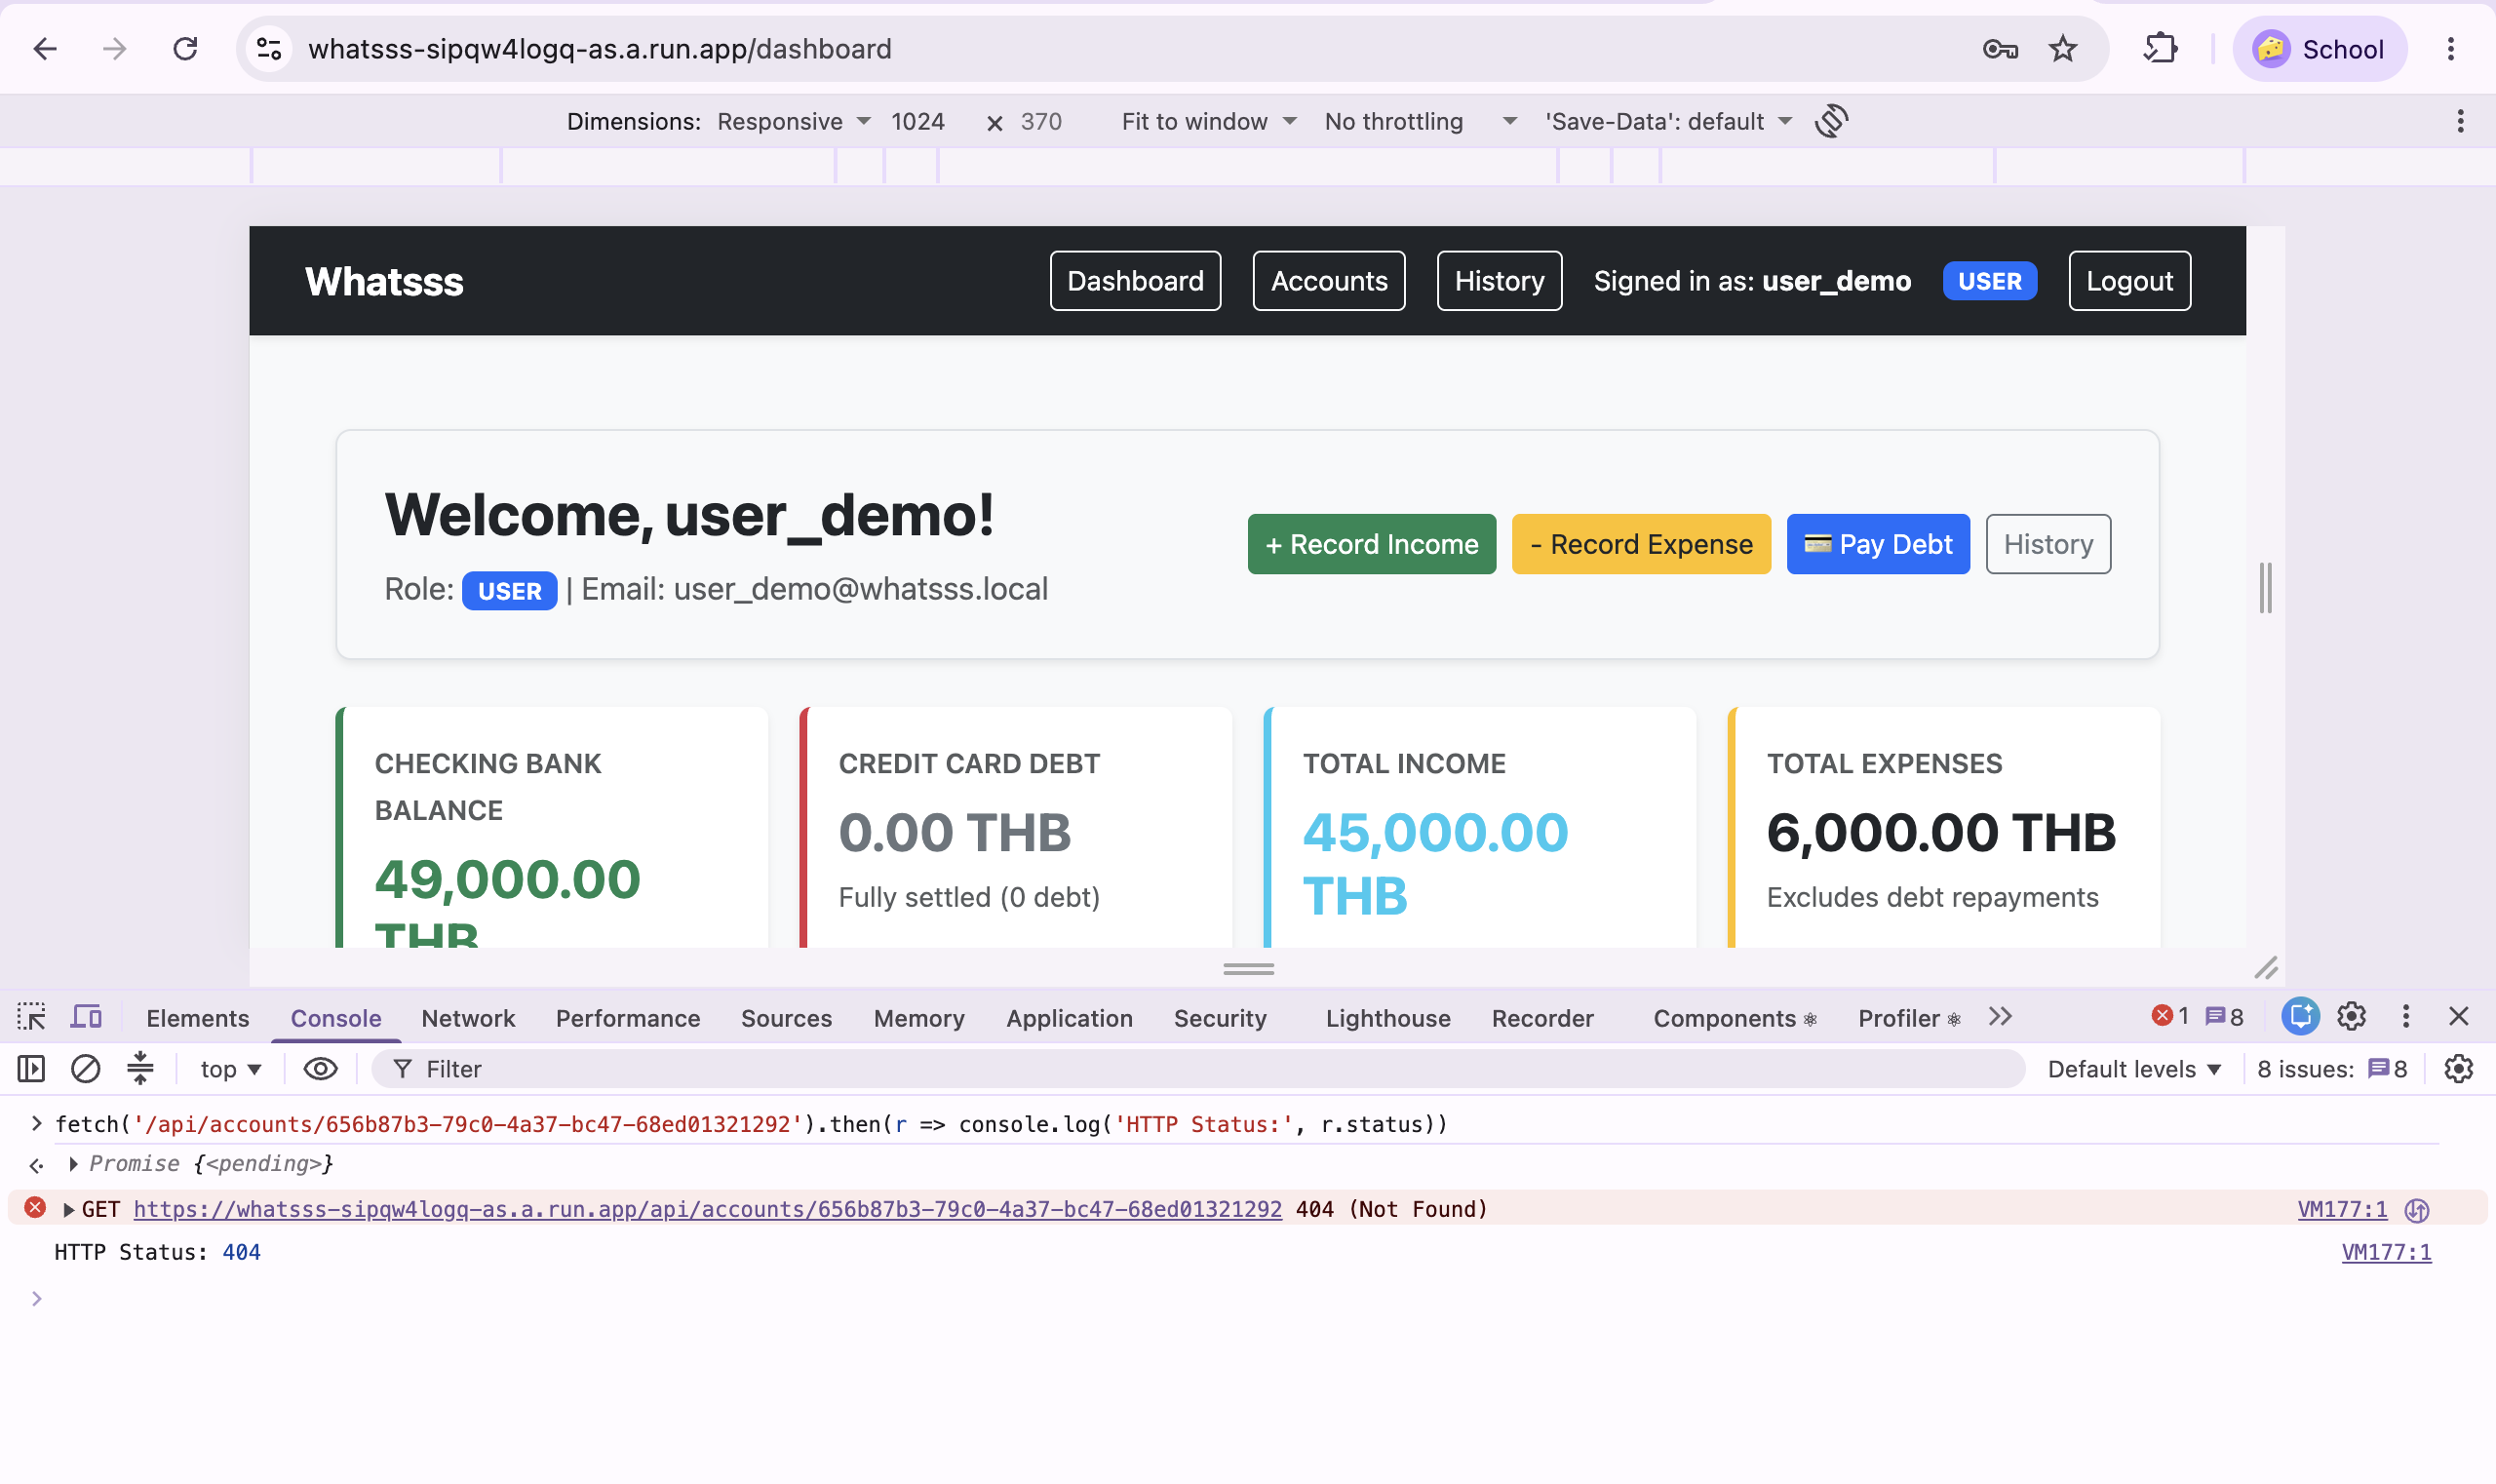 whatsss-sipqw4logq-as.a.run.app/dashboard
School
Dimensions: Responsive 1024 × 370 Fit to window No throttling 'Save-Data': default
Whatsss Dashboard Accounts History Signed in as: user_demo USER Logout
Welcome, user_demo!
Role: USER | Email: user_demo@whatsss.local
+ Record Income - Record Expense 💳 Pay Debt History
CHECKING BANK
BALANCE
49,000.00
THB
CREDIT CARD DEBT
0.00 THB
Fully settled (0 debt)
TOTAL INCOME
45,000.00
THB
TOTAL EXPENSES
6,000.00 THB
Excludes debt repayments
Elements Console Network Performance Sources Memory Application Security Lighthouse Recorder Components ⚛ Profiler ⚛ 1 8
top Filter Default levels 8 issues: 8
fetch('/api/accounts/656b87b3-79c0-4a37-bc47-68ed01321292').then(r => console.log('HTTP Status:', r.status))
Promise {<pending>}
GET https://whatsss-sipqw4logq-as.a.run.app/api/accounts/656b87b3-79c0-4a37-bc47-68ed01321292 404 (Not Found) VM177:1
HTTP Status: 404 VM177:1